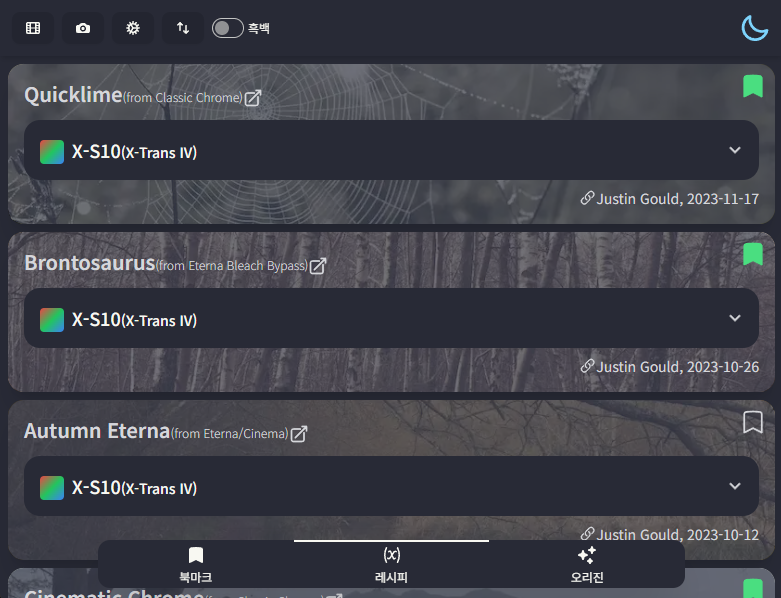 흑백
Quicklime(from Classic Chrome)
X-S10(X-Trans IV)
Justin Gould, 2023-11-17
Brontosaurus(from Eterna Bleach Bypass)
X-S10(X-Trans IV)
Justin Gould, 2023-10-26
Autumn Eterna(from Eterna/Cinema)
X-S10(X-Trans IV)
Justin Gould, 2023-10-12
(x)
북마크 레시피 오리진
Cinematic Chrome